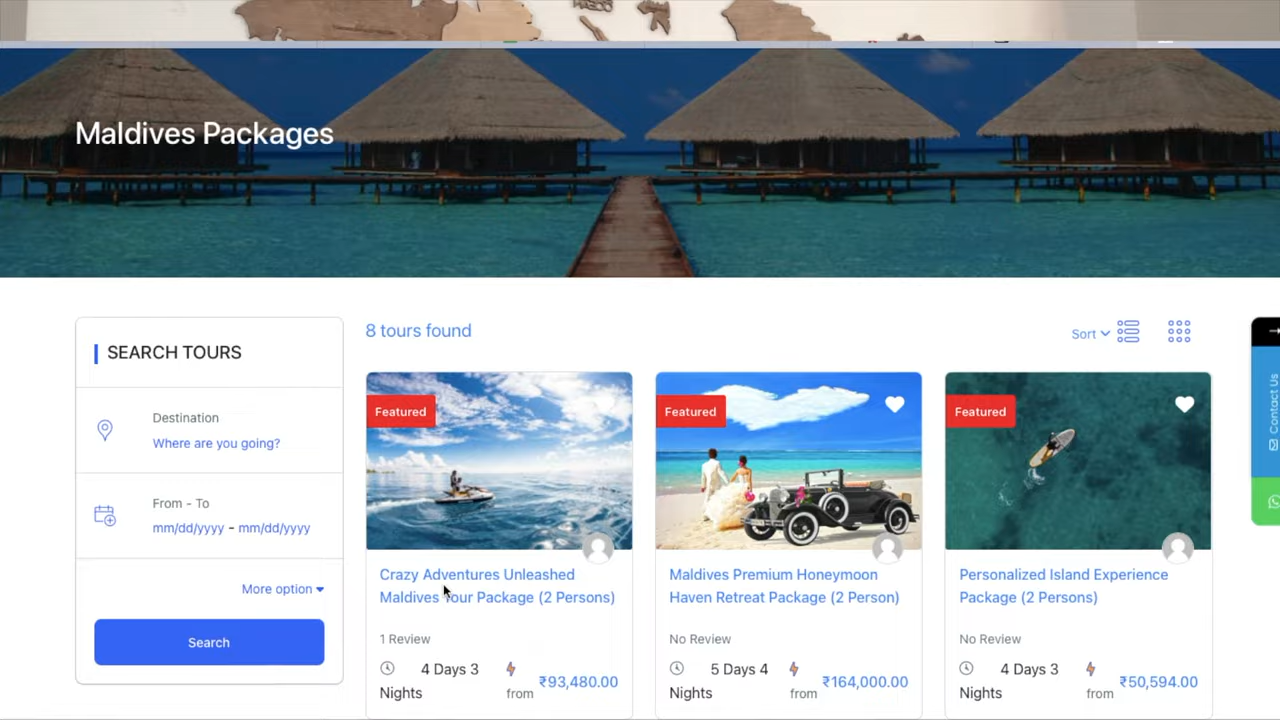 Maldives Packages
SEARCH TOURS
Destination
Where are you going?
From - To
mm/dd/yyyy - mm/dd/yyyy
More option
Search
8 tours found
Sort
Featured
Crazy Adventures Unleashed
Maldives Tour Package (2 Persons)
1 Review
4 Days 3
Nights
from
₹93,480.00
Featured
Maldives Premium Honeymoon
Haven Retreat Package (2 Person)
No Review
5 Days 4
Nights
from
₹164,000.00
Featured
Personalized Island Experience
Package (2 Persons)
No Review
4 Days 3
Nights
from
₹50,594.00
Contact Us